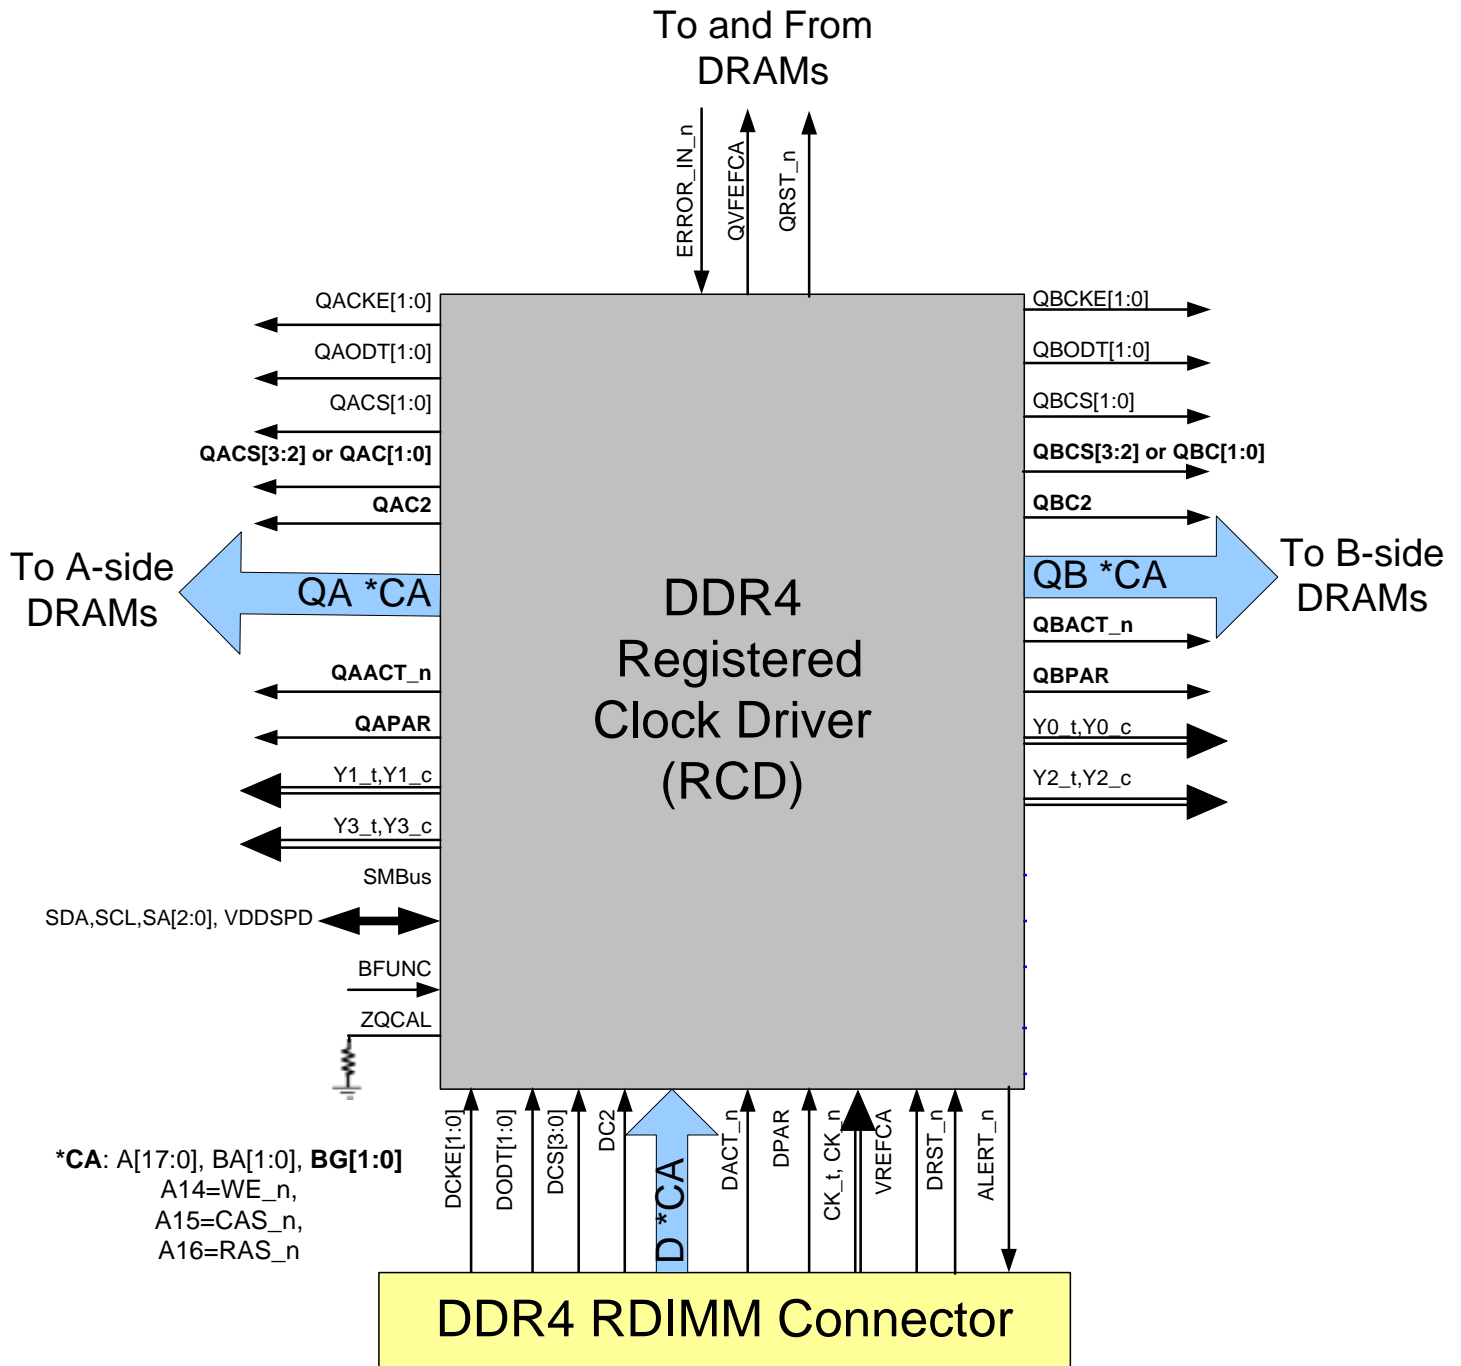 To and From
DRAMs
ERROR_IN_n
QVFEFCA
QRST_n
QACKE[1:0]
QAODT[1:0]
QACS[1:0]
QACS[3:2] or QAC[1:0]
QAC2
To A-side
DRAMs
QA *CA
QAACT_n
QAPAR
Y1_t,Y1_c
Y3_t,Y3_c
SMBus
SDA,SCL,SA[2:0], VDDSPD
BFUNC
ZQCAL
DDR4
Registered
Clock Driver
(RCD)
QBCKE[1:0]
QBODT[1:0]
QBCS[1:0]
QBCS[3:2] or QBC[1:0]
QBC2
QB *CA
To B-side
DRAMs
QBACT_n
QBPAR
Y0_t,Y0_c
Y2_t,Y2_c
DCKE[1:0]
DODT[1:0]
DCS[3:0]
DC2
D *CA
DACT_n
DPAR
CK_t, CK_n
VREFCA
DRST_n
ALERT_n
*CA: A[17:0], BA[1:0], BG[1:0]
A14=WE_n,
A15=CAS_n,
A16=RAS_n
DDR4 RDIMM Connector